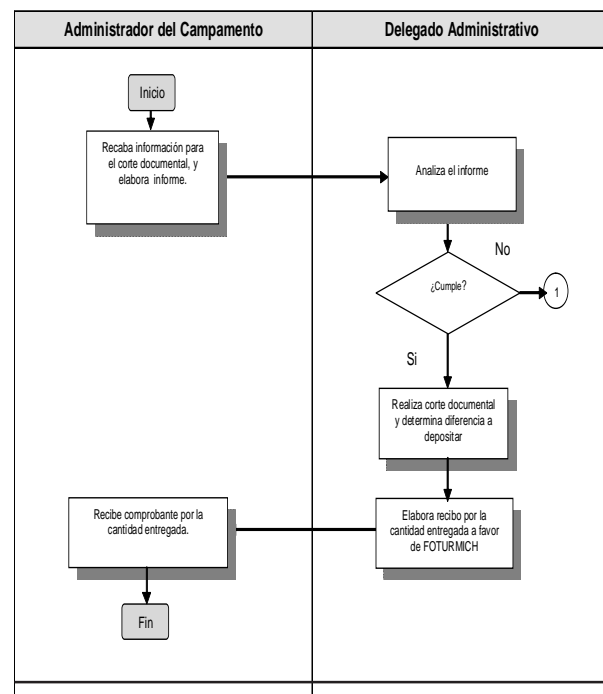 Administrador del Campamento
Delegado Administrativo
Inicio
Recaba información para
el corte documental, y
elabora informe.
Analiza el informe
No
¿Cumple?
1
Si
Realiza corte documental
y determina diferencia a
depositar
Recibe comprobante por la
cantidad entregada.
Elabora recibo por la
cantidad entregada a favor
de FOTURMICH
Fin